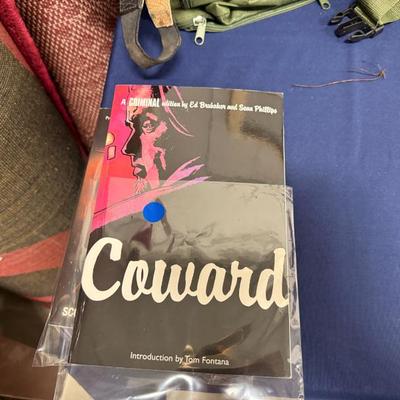 A CRIMINAL edition by Ed Brubaker and Sean Phillips
Coward
Introduction by Tom Fontana